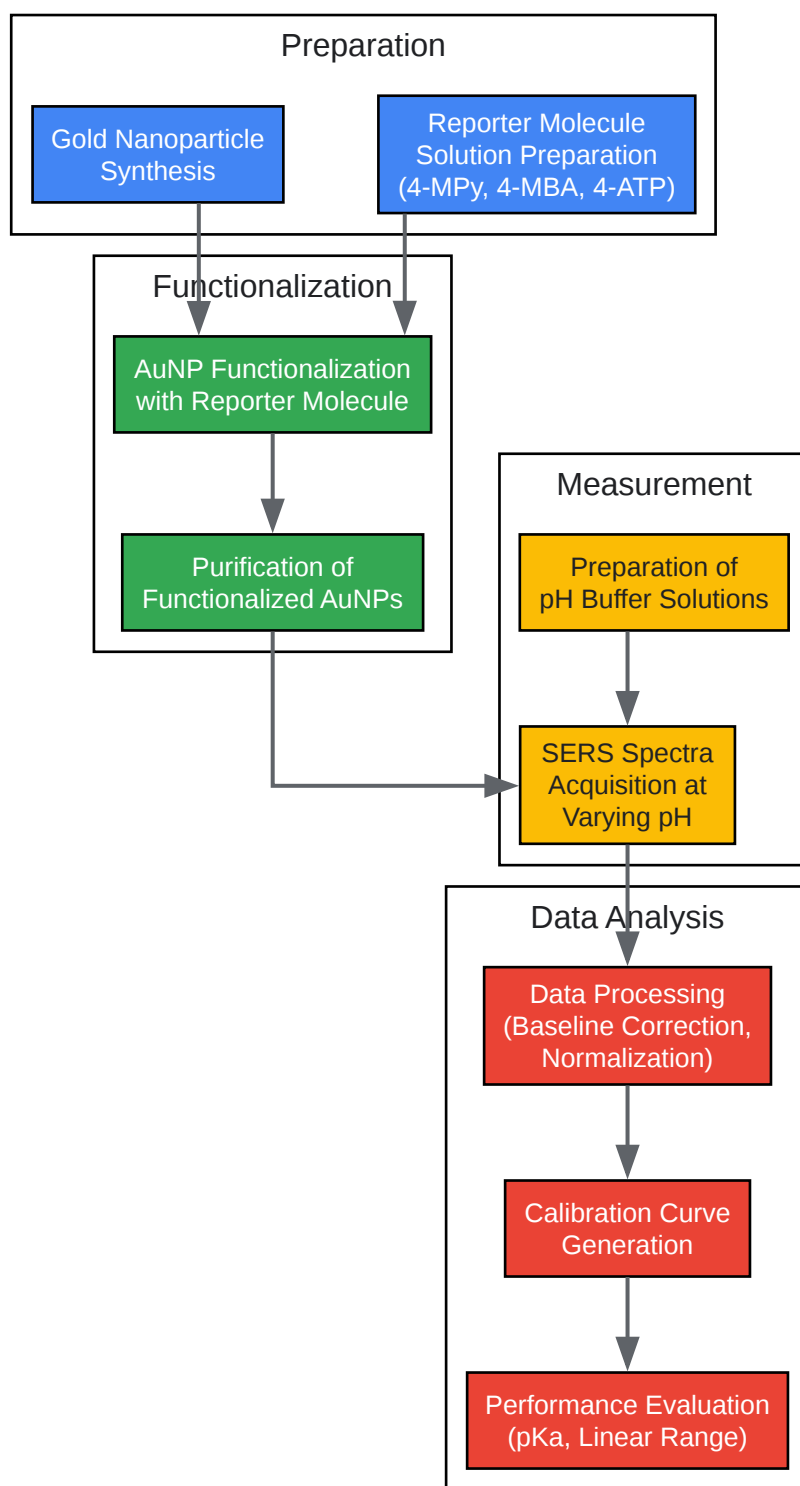 Preparation
Gold Nanoparticle
Synthesis
Reporter Molecule
Solution Preparation
(4-MPy, 4-MBA, 4-ATP)
Functionalization
AuNP Functionalization
with Reporter Molecule
Purification of
Functionalized AuNPs
Measurement
Preparation of
pH Buffer Solutions
SERS Spectra
Acquisition at
Varying pH
Data Analysis
Data Processing
(Baseline Correction,
Normalization)
Calibration Curve
Generation
Performance Evaluation
(pKa, Linear Range)